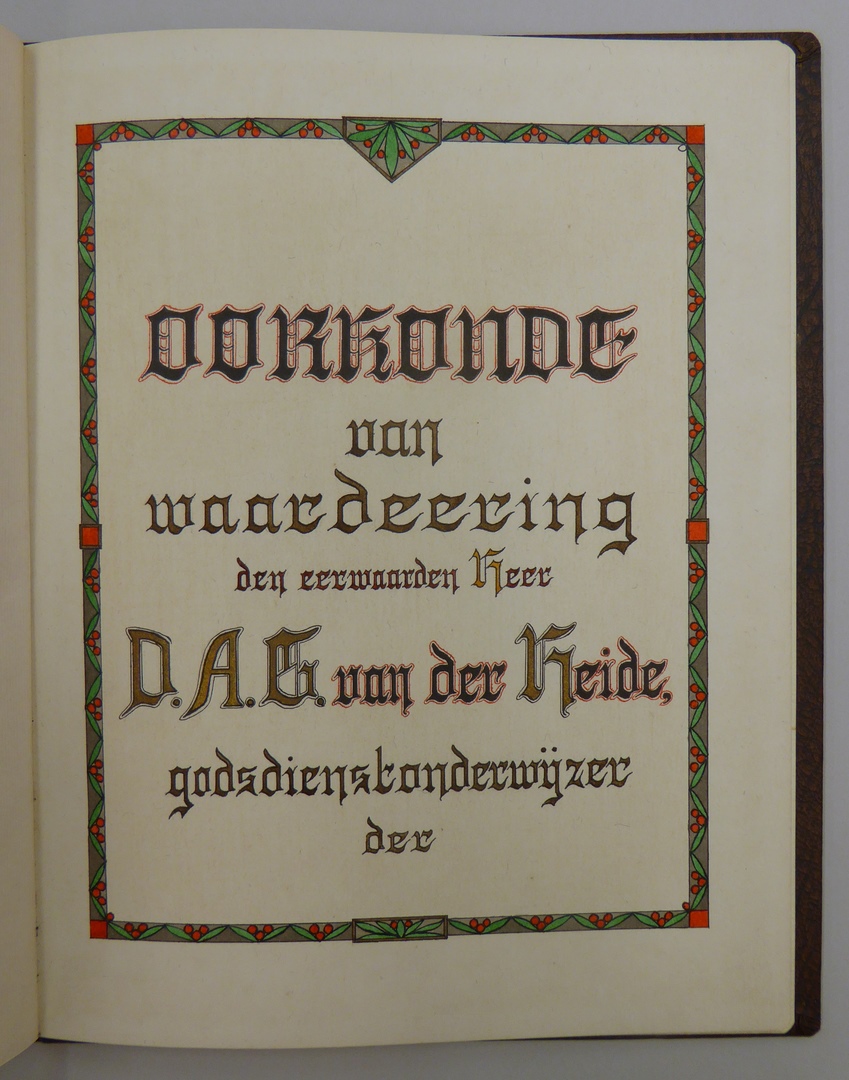 OORKONDE
van
waardeering
den eerwaarden Heer
D. A. G. van der Heide,
godsdienstonderwijzer
der